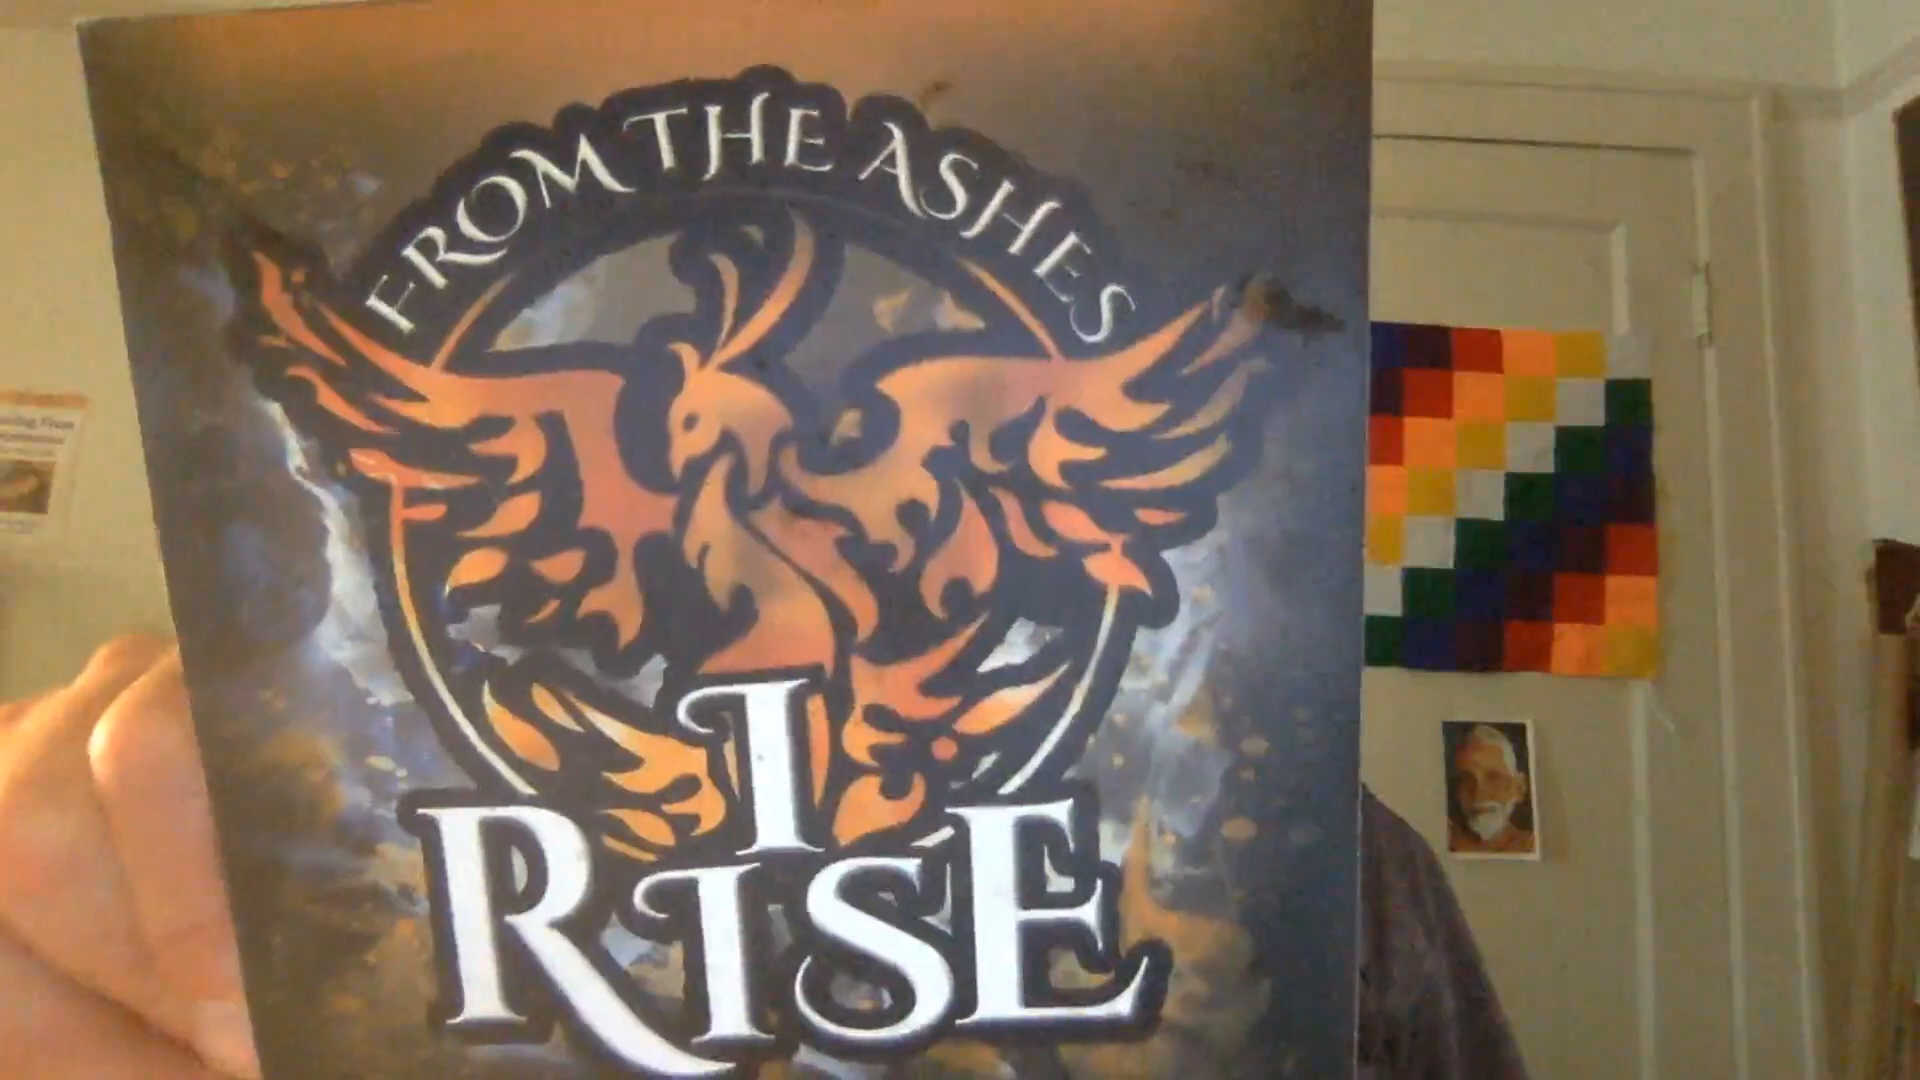 FROM THE ASHES
I
RISE